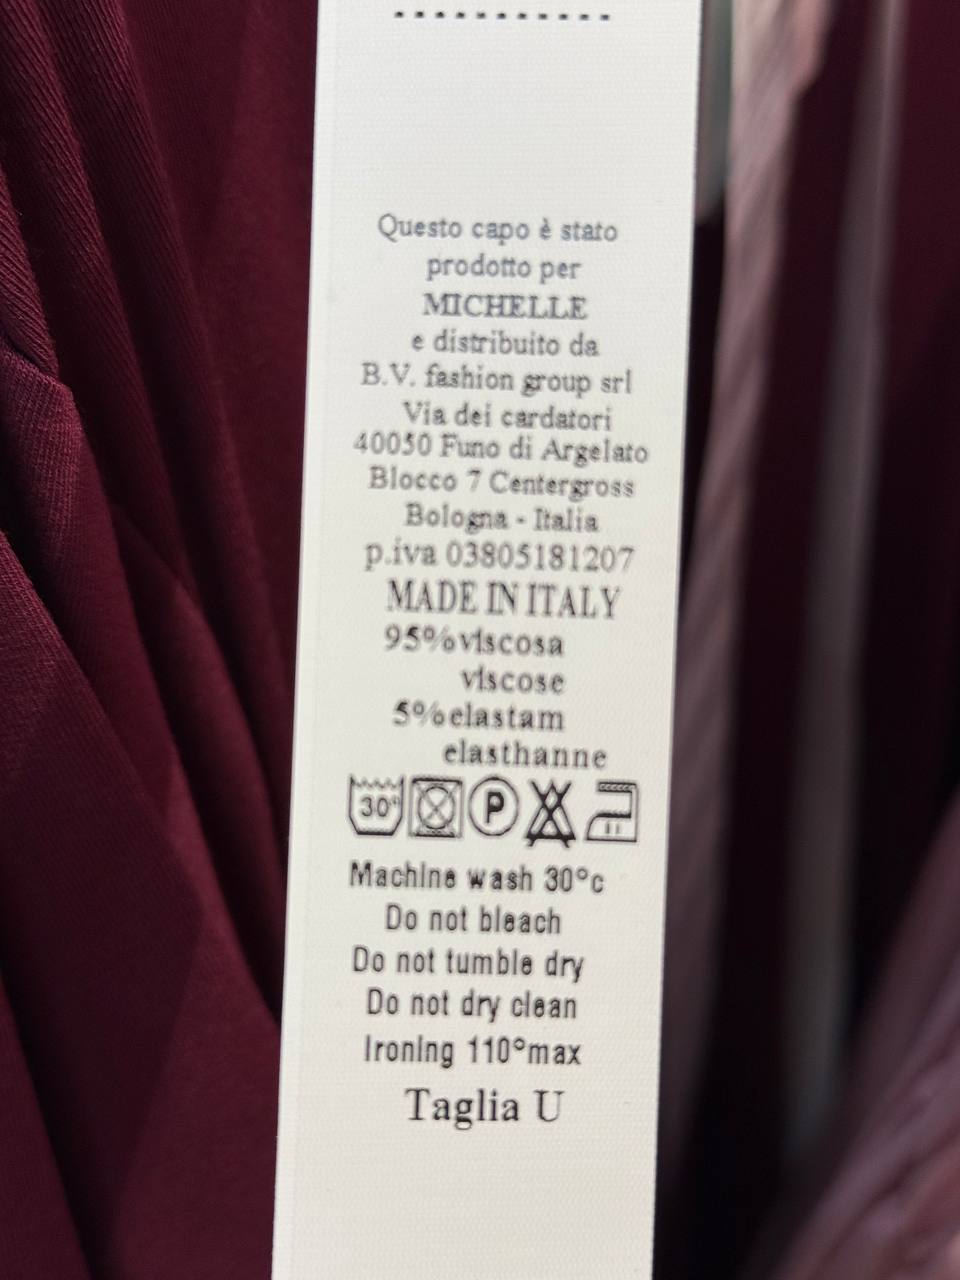 Questo capo è stato
prodotto per
MICHELLE
e distribuito da
B.V. fashion group srl
Via dei cardatori
40050 Funo di Argelato
Blocco 7 Centergross
Bologna - Italia
p.iva 03805181207
MADE IN ITALY
95%viscosa
viscose
5%elastam
elasthanne
30° P
Machine wash 30°c
Do not bleach
Do not tumble dry
Do not dry clean
Ironing 110°max
Taglia U